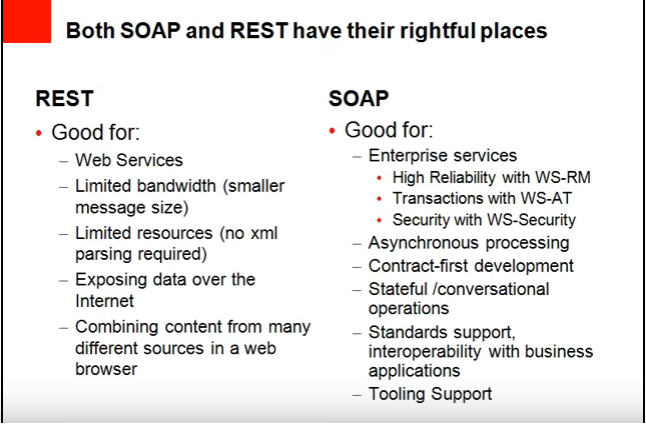 Both SOAP and REST have their rightful places
REST
• Good for:
– Web Services
– Limited bandwidth (smaller
message size)
– Limited resources (no xml
parsing required)
– Exposing data over the
Internet
– Combining content from many
different sources in a web
browser
SOAP
• Good for:
– Enterprise services
• High Reliability with WS-RM
• Transactions with WS-AT
• Security with WS-Security
– Asynchronous processing
– Contract-first development
– Stateful /conversational
operations
– Standards support,
interoperability with business
applications
– Tooling Support